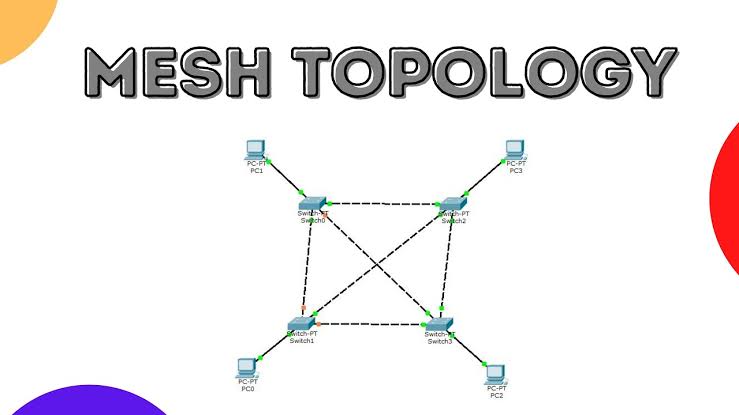 MESH TOPOLOGY
PC-PT
PC1
PC-PT
PC3
Switch-PT
Switch0
Switch-PT
Switch2
Switch-PT
Switch1
Switch-PT
Switch3
PC-PT
PC0
PC-PT
PC2